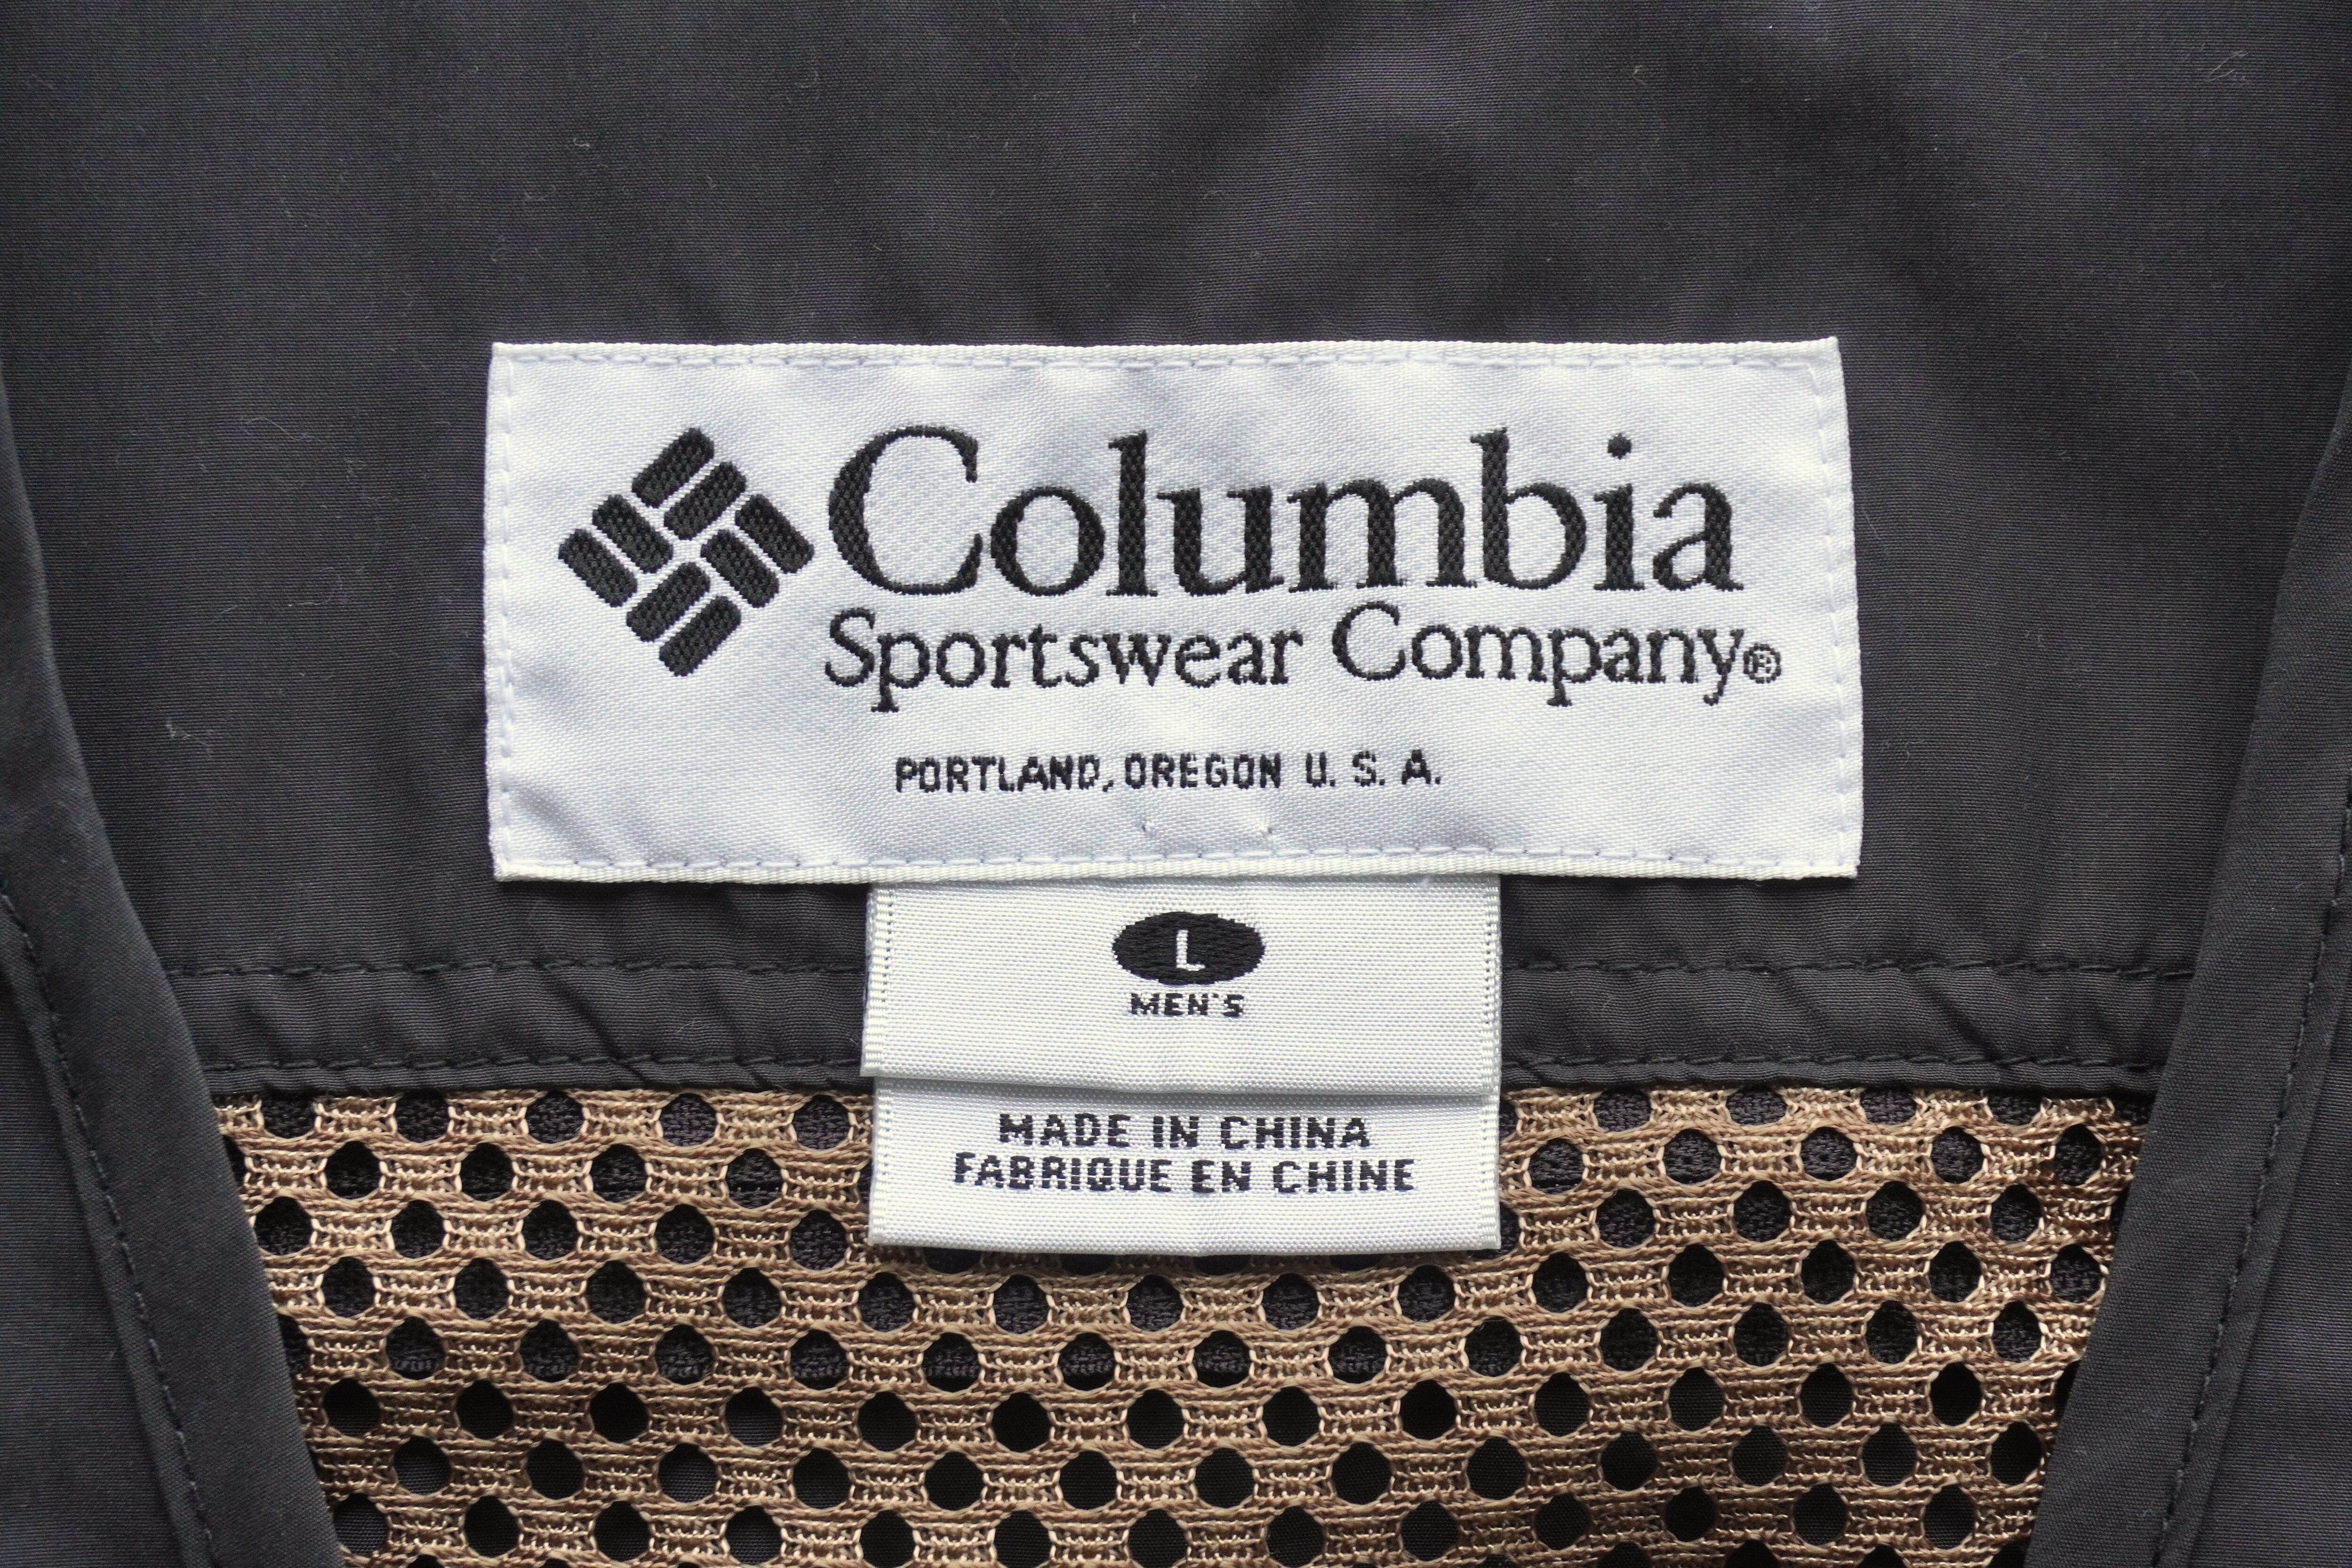 Columbia
Sportswear Company®
PORTLAND, OREGON U. S. A.
L
MEN'S
MADE IN CHINA
FABRIQUE EN CHINE